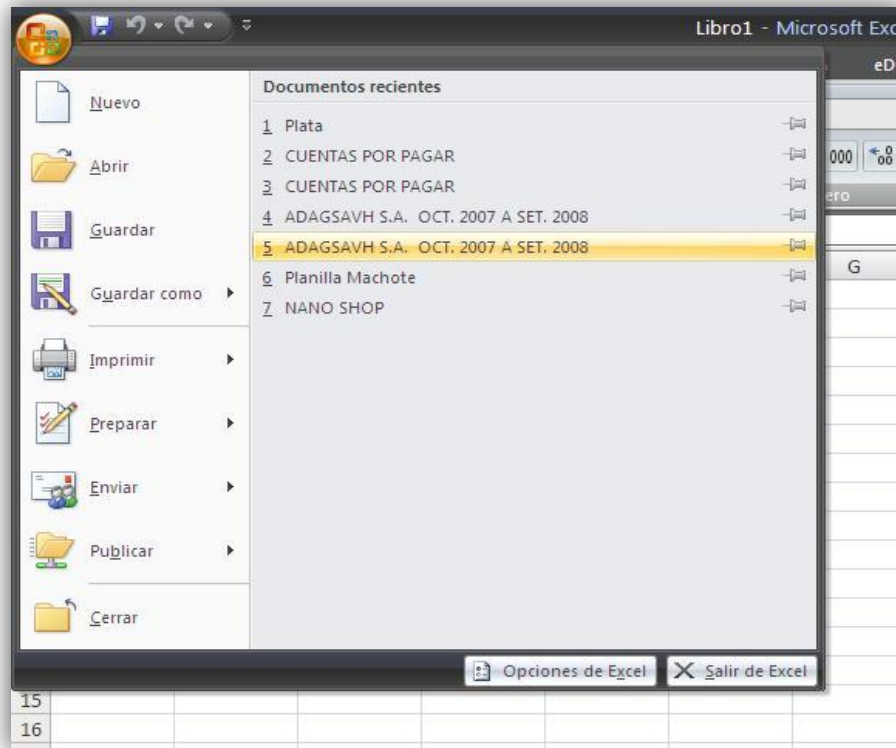 Libro1 - Microsoft Exc
eD
Nuevo
Abrir
Guardar
Guardar como
Imprimir
Preparar
Enviar
Publicar
Cerrar
Documentos recientes
1 Plata
2 CUENTAS POR PAGAR
3 CUENTAS POR PAGAR
4 ADAGSAVH S.A. OCT. 2007 A SET. 2008
5 ADAGSAVH S.A. OCT. 2007 A SET. 2008
6 Planilla Machote
7 NANO SHOP
000
ero
G
Opciones de Excel
Salir de Excel
15
16